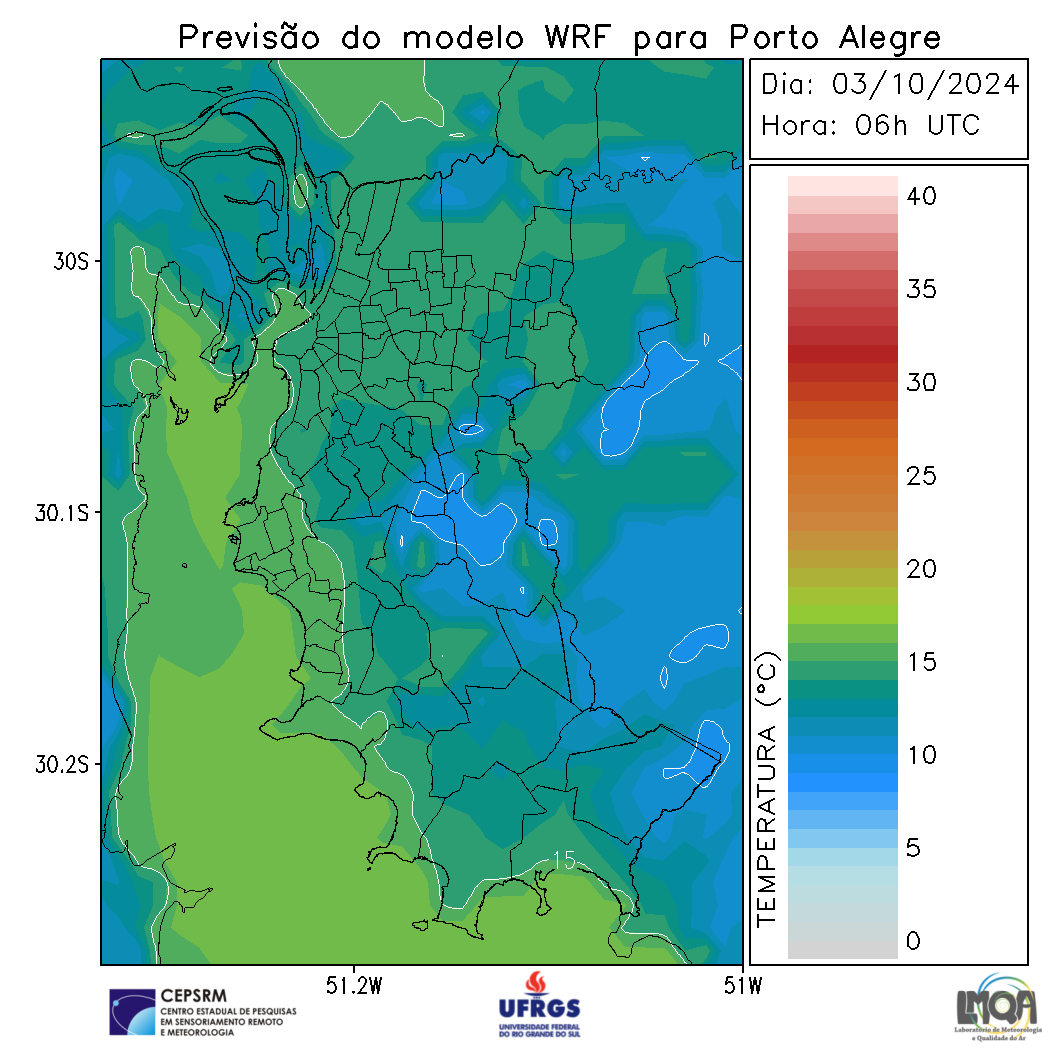 Previsão do modelo WRF para Porto Alegre
Dia: 03/10/2024
Hora: 06h UTC
40
35
30
25
20
15
10
5
0
TEMPERATURA (°C)
30S
30.1S
30.2S
15
51.2W
51W
CEPSRM
CENTRO ESTADUAL DE PESQUISAS
EM SENSORIAMENTO REMOTO
E METEOROLOGIA
UFRGS
UNIVERSIDADE FEDERAL
DO RIO GRANDE DO SUL
LMQA
Laboratório de Meteorologia
e Qualidade do Ar